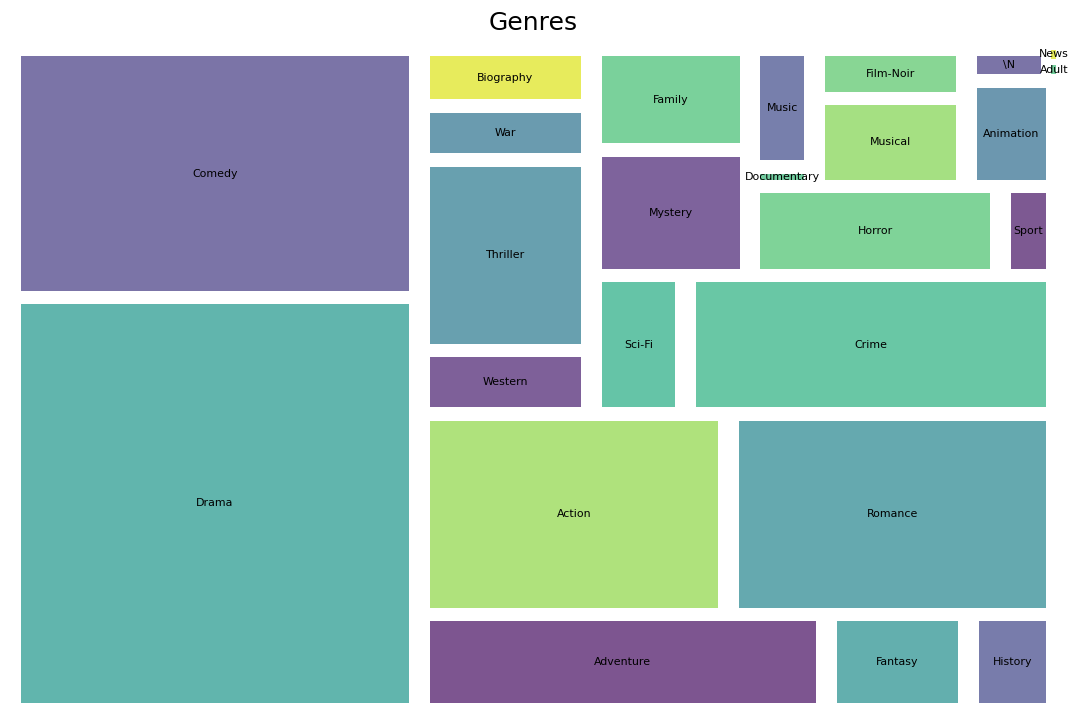 Genres
Comedy
Drama
Biography
War
Thriller
Western
Family
Mystery
Music
Documentary
Film-Noir
Musical
\N
News
Adult
Animation
Horror
Sport
Sci-Fi
Crime
Action
Romance
Adventure
Fantasy
History